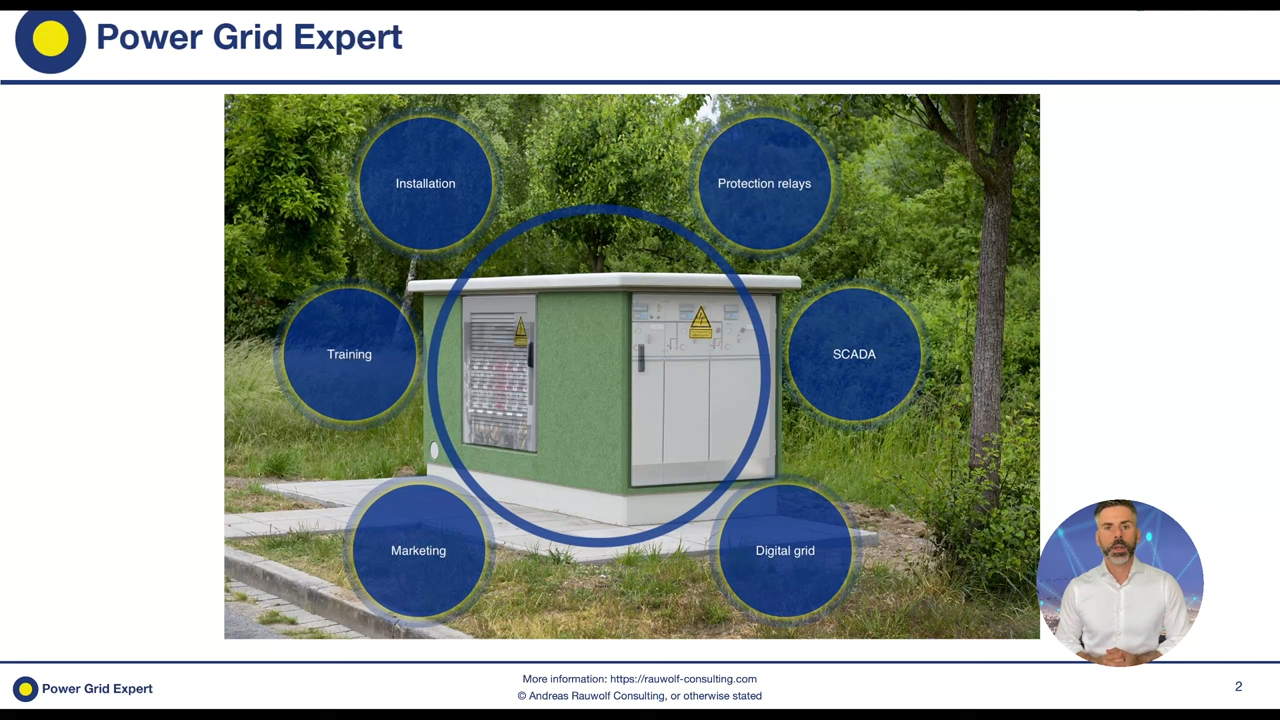 Power Grid Expert
Installation
Protection relays
Training
SCADA
Marketing
Digital grid
Power Grid Expert
More information: https://rauwolf-consulting.com
© Andreas Rauwolf Consulting, or otherwise stated
2